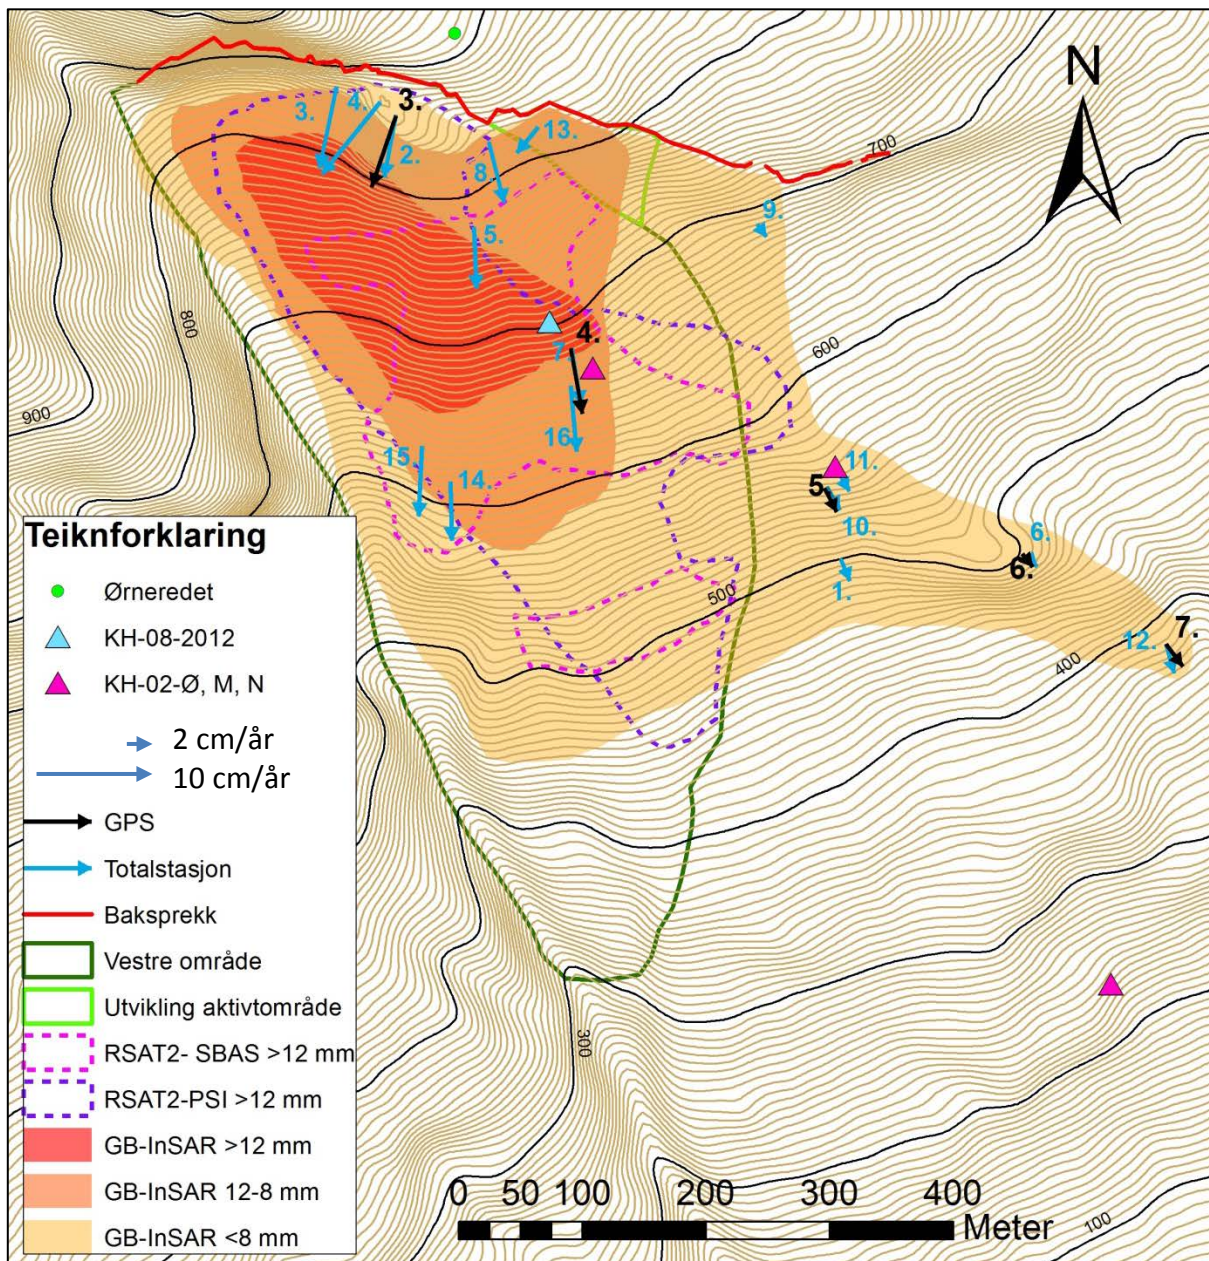 N
700
3.
4.
3.
2.
13.
8
5.
9.
800
4.
7
600
900
16
15
14.
11.
5.
10.
6.
6.
1.
500
12.
7.
400
Teiknforklaring
Ørneredet
KH-08-2012
KH-02-Ø, M, N
2 cm/år
10 cm/år
GPS
Totalstasjon
Baksprekk
Vestre område
Utvikling aktivtområde
RSAT2- SBAS >12 mm
RSAT2-PSI >12 mm
GB-InSAR >12 mm
GB-InSAR 12-8 mm
GB-InSAR <8 mm
300
0 50 100 200 300 400
Meter
100